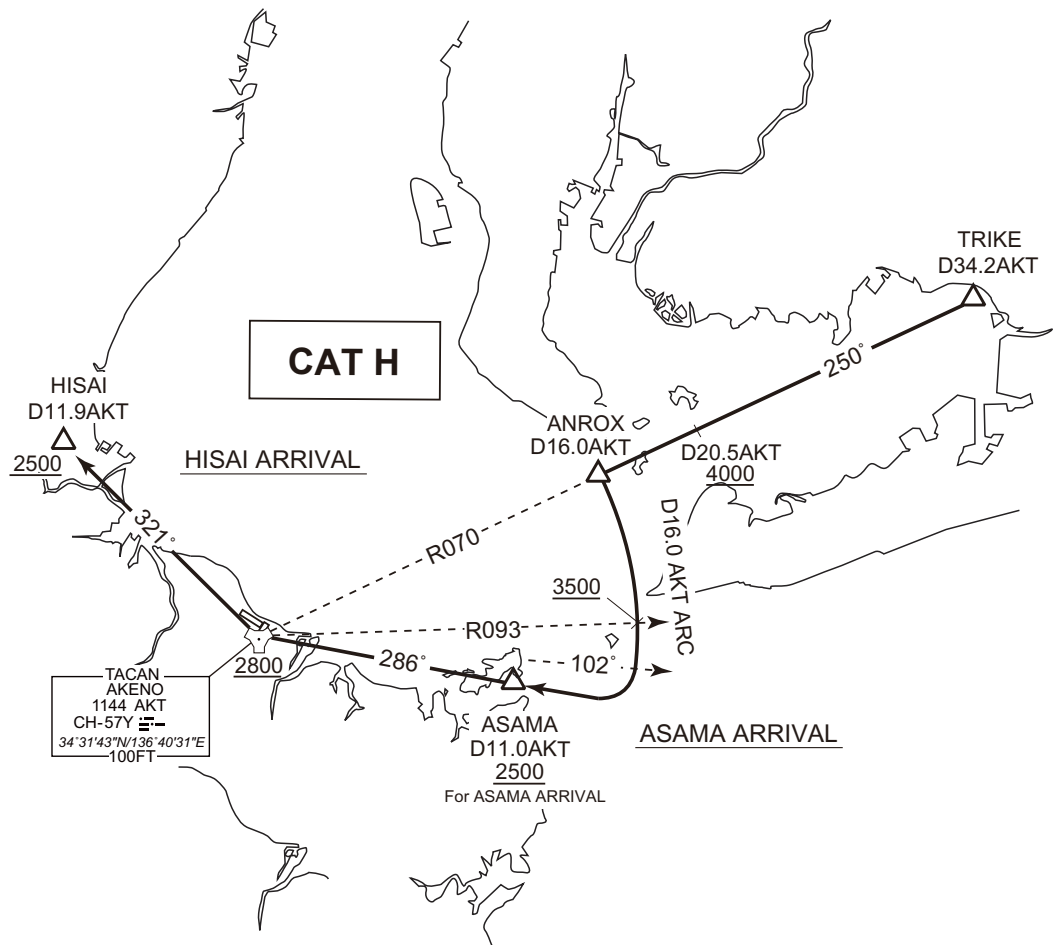 TRIKE
D34.2AKT
250°
CAT H
HISAI
D11.9AKT
2500
HISAI ARRIVAL
ANROX
D16.0AKT
D20.5AKT
4000
321°
R070
D16.0 AKT ARC
3500
R093
2800
286°
102°
TACAN
AKENO
1144 AKT
CH-57Y
34°31'43"N/136°40'31"E
100FT
ASAMA
D11.0AKT
2500
For ASAMA ARRIVAL
ASAMA ARRIVAL